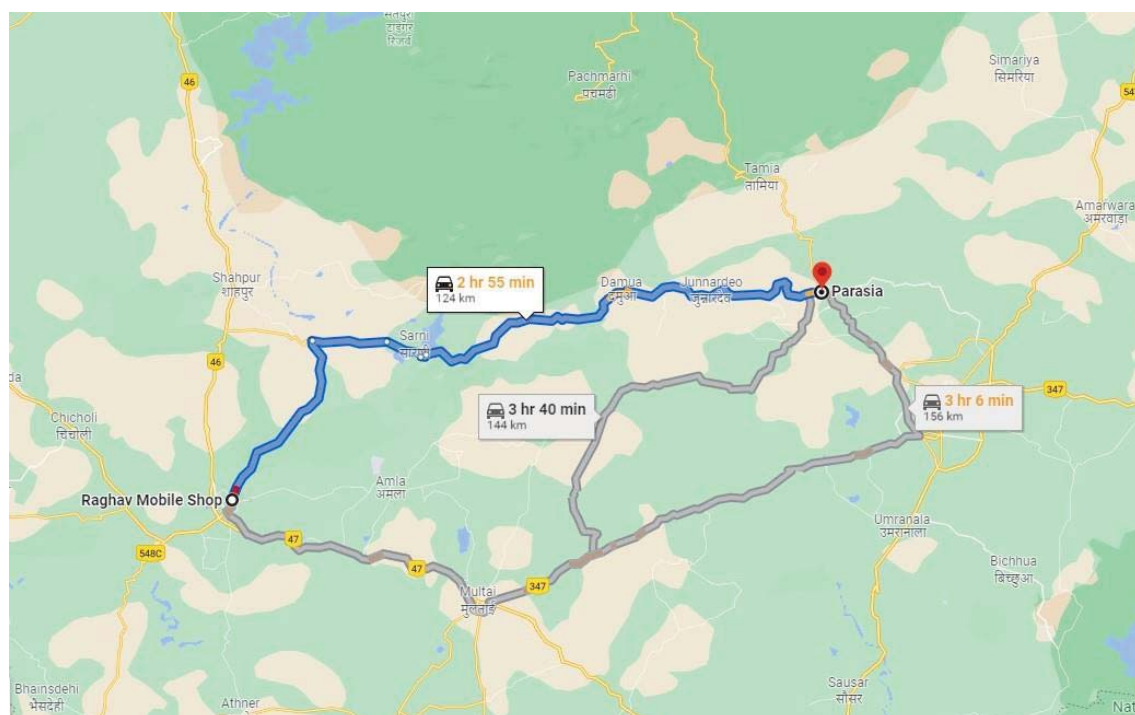 सतपुड़ा
टाइगर
रिजर्व
46
Pachmarhi
पचमढ़ी
Simariya
सिमरिया
54
Tamia
तामिया
Amarwara
अमरवाड़ा
Shahpur
शाहपुर
2 hr 55 min
124 km
Damua
दमुआ
Junnardeo
जुन्नारदेव
Parasia
Sarni
सारणी
46
3 hr 40 min
144 km
3 hr 6 min
156 km
347
da
Chicholi
चिचोली
Amla
अमला
Raghav Mobile Shop
548C
47
47
Umranala
उमरानाला
Bichhua
बिच्छुआ
Multai
मुलताई
347
Bhainsdehi
भैसदेही
Athner
Sausar
सौसर
Nat